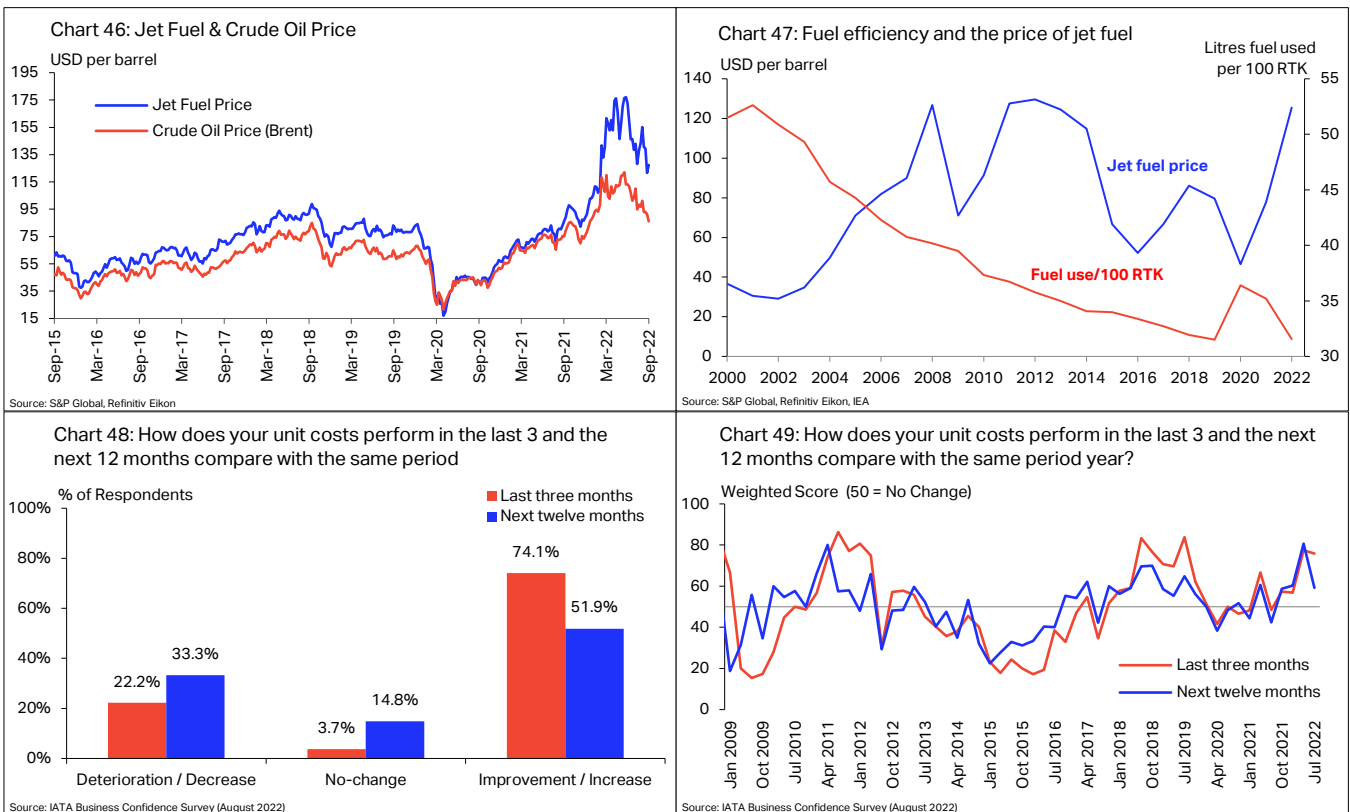 Chart 46: Jet Fuel & Crude Oil Price
USD per barrel
195
175
155
135
115
95
75
55
35
15
Jet Fuel Price
Crude Oil Price (Brent)
Sep-15
Mar-16
Sep-16
Mar-17
Sep-17
Mar-18
Sep-18
Mar-19
Sep-19
Mar-20
Sep-20
Mar-21
Sep-21
Mar-22
Sep-22
Source: S&P Global, Refinitiv Eikon
Chart 47: Fuel efficiency and the price of jet fuel
USD per barrel
Litres fuel used
per 100 RTK
140
120
100
80
60
40
20
0
55
50
45
40
35
30
Jet fuel price
Fuel use/100 RTK
2000 2002 2004 2006 2008 2010 2012 2014 2016 2018 2020 2022
Source: S&P Global, Refinitiv Eikon, IEA
Chart 48: How does your unit costs perform in the last 3 and the
next 12 months compare with the same period
% of Respondents
Last three months
Next twelve months
100%
80%
60%
40%
20%
0%
22.2%
33.3%
3.7%
14.8%
74.1%
51.9%
Deterioration / Decrease
No-change
Improvement / Increase
Source: IATA Business Confidence Survey (August 2022)
Chart 49: How does your unit costs perform in the last 3 and the next
12 months compare with the same period year?
Weighted Score (50 = No Change)
100
80
60
40
20
0
Last three months
Next twelve months
Jan 2009
Oct 2009
Jul 2010
Apr 2011
Jan 2012
Oct 2012
Jul 2013
Apr 2014
Jan 2015
Oct 2015
Jul 2016
Apr 2017
Jan 2018
Oct 2018
Jul 2019
Apr 2020
Jan 2021
Oct 2021
Jul 2022
Source: IATA Business Confidence Survey (August 2022)